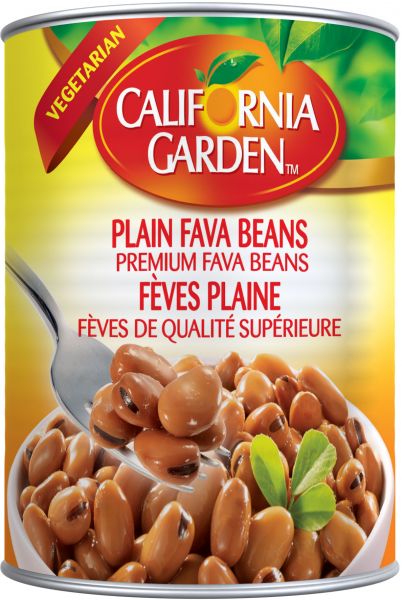 VEGETARIAN
CALIFORNIA
GARDEN™
PLAIN FAVA BEANS
PREMIUM FAVA BEANS
FÈVES PLAINE
FÈVES DE QUALITÉ SUPÉRIEURE